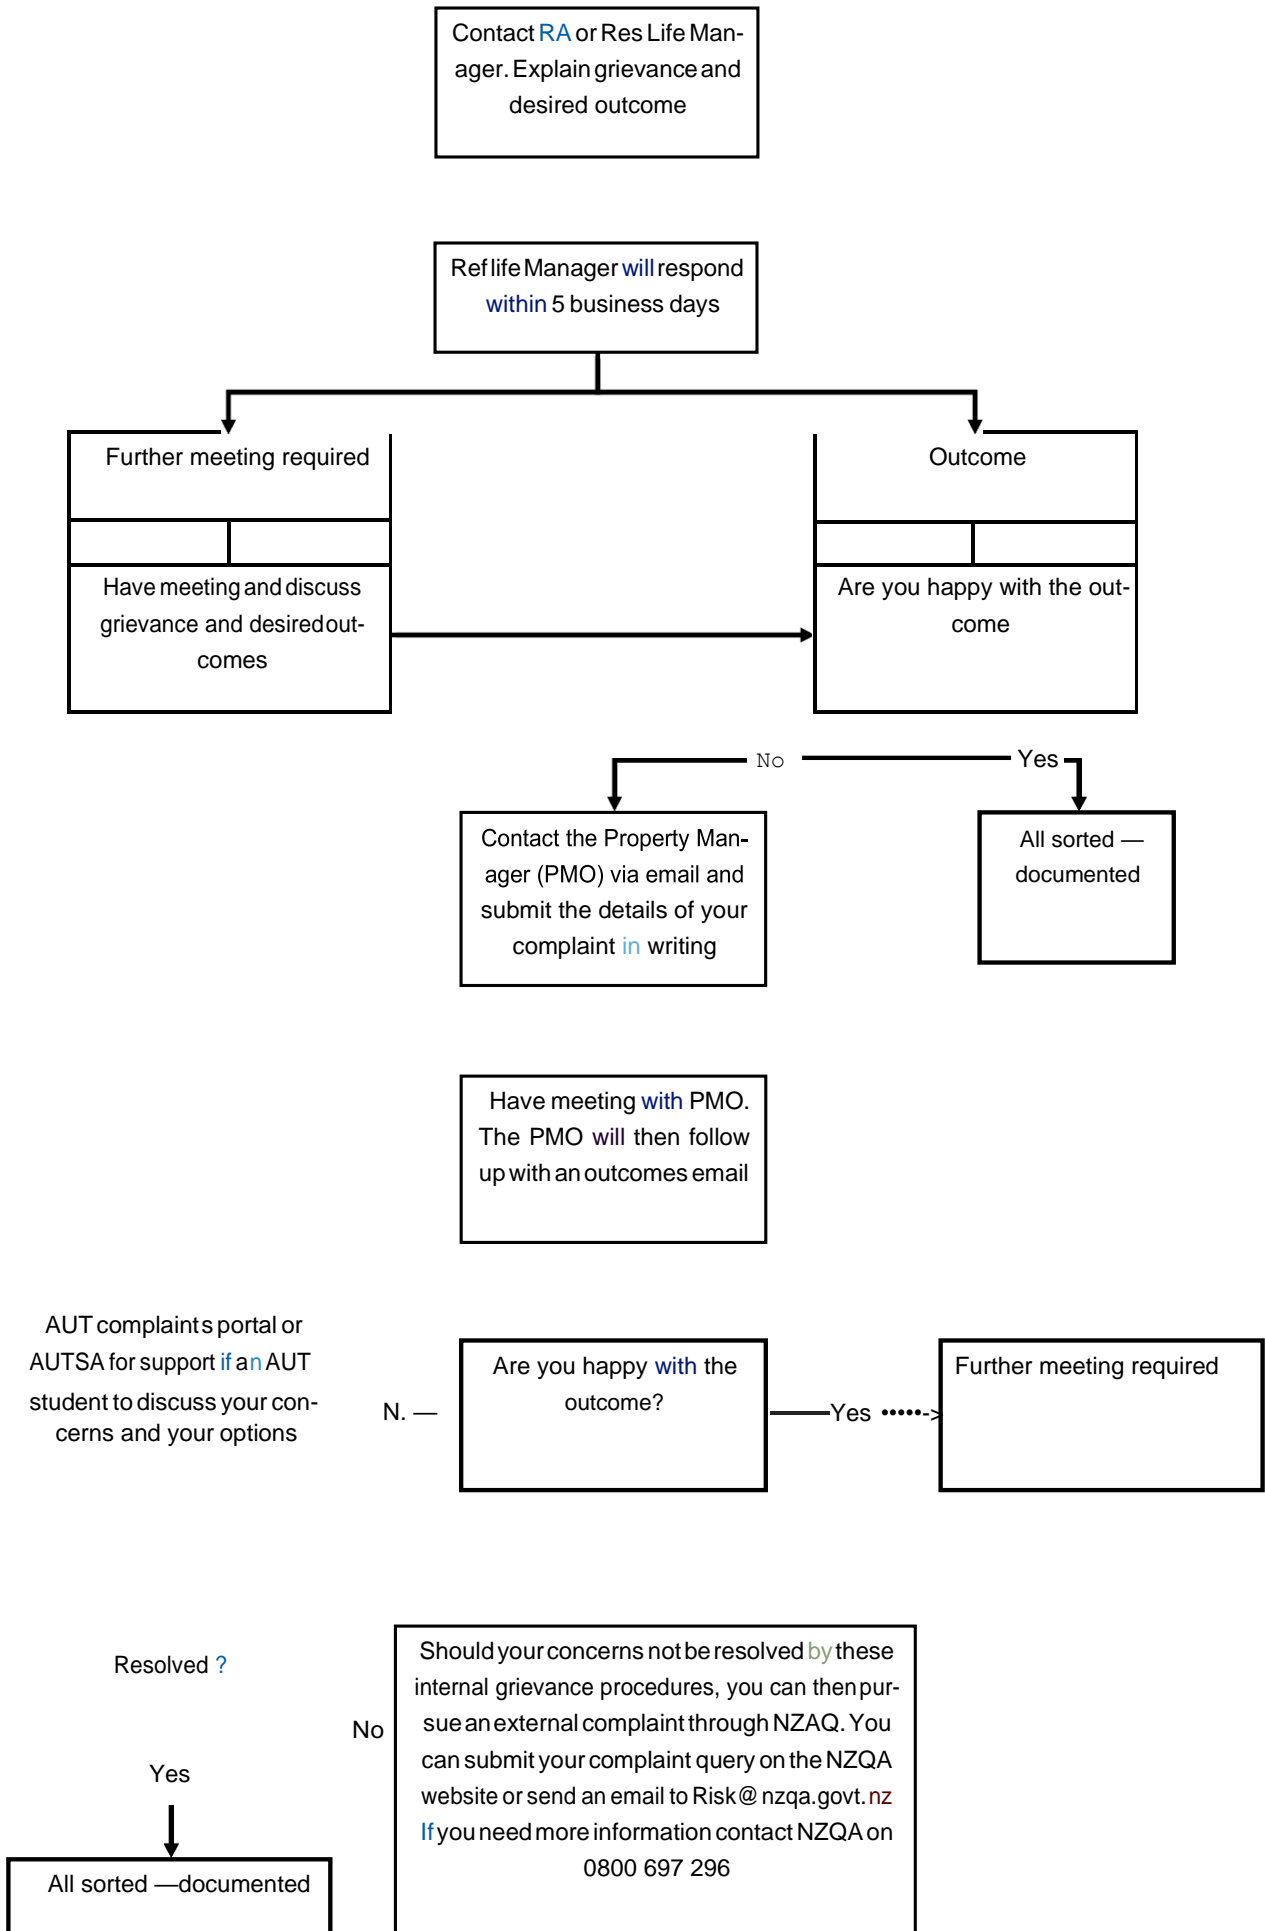 Contact RA or Res Life Man-
ager. Explain grievance and
desired outcome
Ref life Manager will respond
within 5 business days
Further meeting required
Outcome
Have meeting and discuss
grievance and desired out-
comes
Are you happy with the out-
come
No
Yes
Contact the Property Man-
ager (PMO) via email and
submit the details of your
complaint in writing
All sorted —
documented
Have meeting with PMO.
The PMO will then follow
up with an outcomes email
AUT complaints portal or
AUTSA for support if an AUT
student to discuss your con-
cerns and your options
N. —
Are you happy with the
outcome?
Yes
Further meeting required
Resolved ?
No
Yes
All sorted —documented
Should your concerns not be resolved by these
internal grievance procedures, you can then pur-
sue an external complaint through NZAQ. You
can submit your complaint query on the NZQA
website or send an email to Risk@ nzqa.govt.nz
If you need more information contact NZQA on
0800 697 296